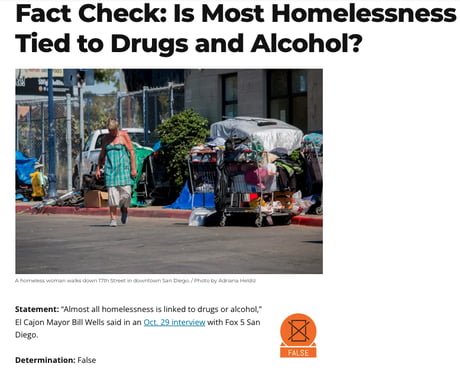 Fact Check: Is Most Homelessness
Tied to Drugs and Alcohol?
A homeless woman walks down 17th Street in downtown San Diego. / Photo by Adriana Heldiz
Statement: “Almost all homelessness is linked to drugs or alcohol,”
El Cajon Mayor Bill Wells said in an Oct. 29 interview with Fox 5 San
Diego.
FALSE
Determination: False